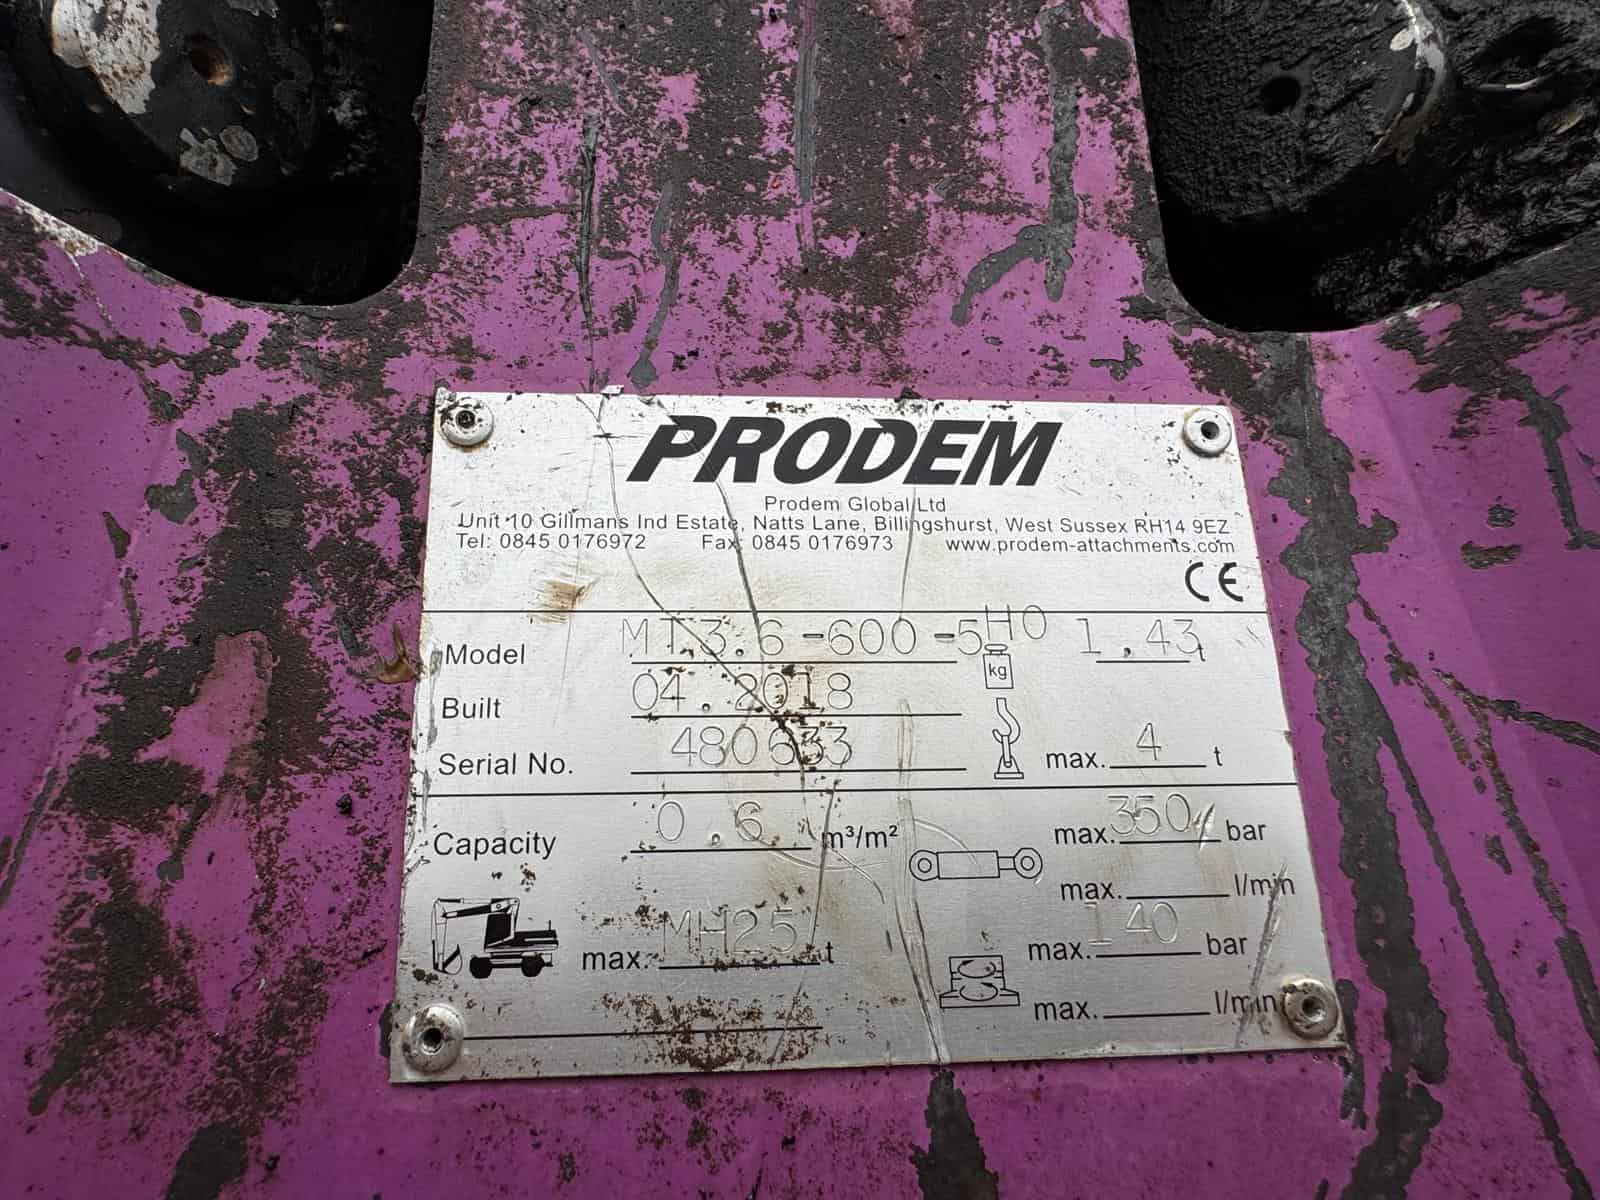 PRODEM
Prodem Global Ltd
Unit 10 Gillmans Ind Estate, Natts Lane, Billingshurst, West Sussex RH14 9EZ
Tel: 0845 0176972 Fax: 0845 0176973 www.prodem-attachments.com
CE
Model MT.3.6-600-5HO kg 1.43 t
Built 04.2018
Serial No. 480633 max. 4 t
Capacity 0.6 m³/m² max. 350 bar
max. l/min
max. MH25 t max. 140 bar
max. l/min